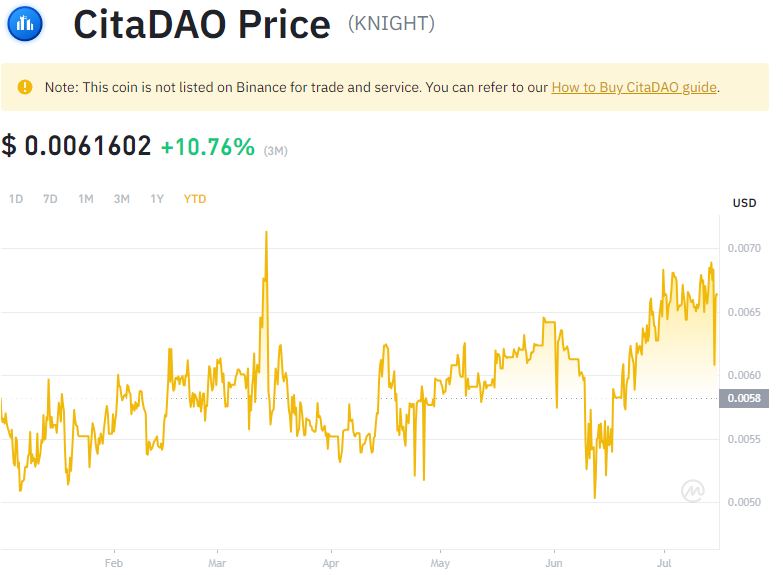 CitaDAO Price (KNIGHT)
Note: This coin is not listed on Binance for trade and service. You can refer to our How to Buy CitaDAO guide.
$ 0.0061602 +10.76% (3M)
1D 7D 1M 3M 1Y YTD
USD
0.0070
0.0065
0.0060
0.0058
0.0055
0.0050
Feb Mar Apr May Jun Jul